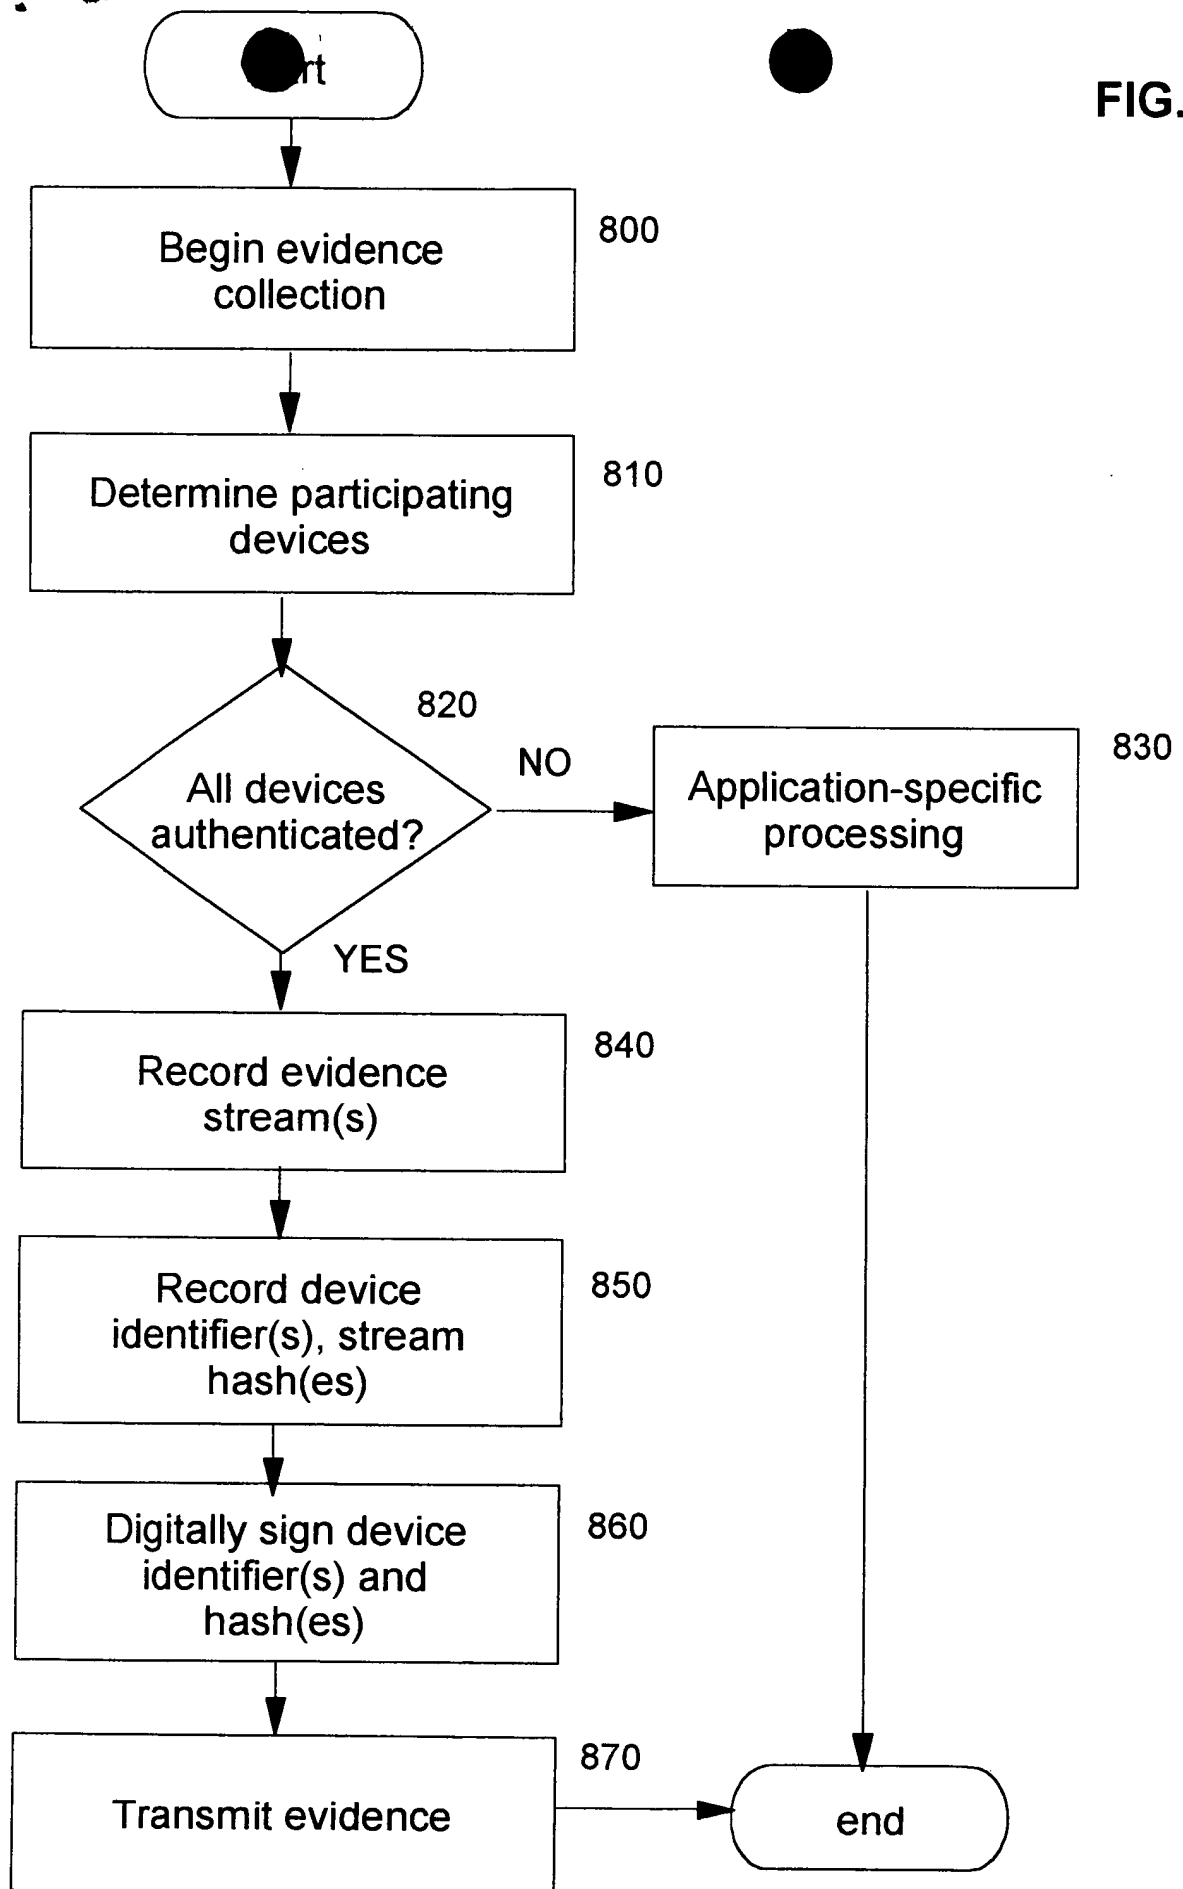 FIG.
Begin evidence
collection
800
Determine participating
devices
810
820
All devices
authenticated?
NO
Application-specific
processing
830
YES
Record evidence
stream(s)
840
Record device
identifier(s), stream
hash(es)
850
Digitally sign device
identifier(s) and
hash(es)
860
Transmit evidence
870
end